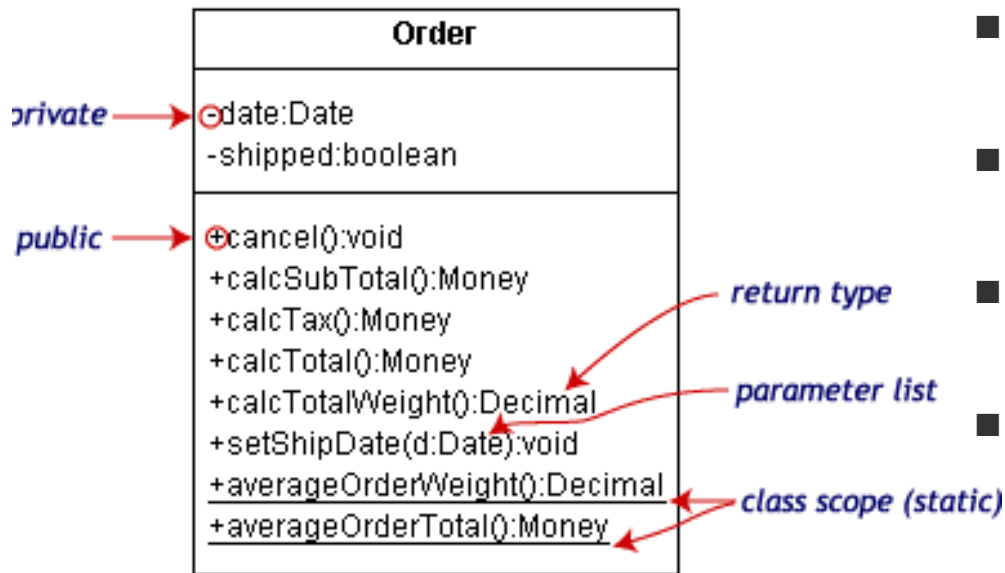 Order
private
-date:Date
-shipped:boolean
public
+cancel():void
+calcSubTotal():Money
return type
+calcTax():Money
+calcTotal():Money
parameter list
+calcTotalWeight():Decimal
+setShipDate(d:Date):void
+averageOrderWeight():Decimal
class scope (static)
+averageOrderTotal():Money